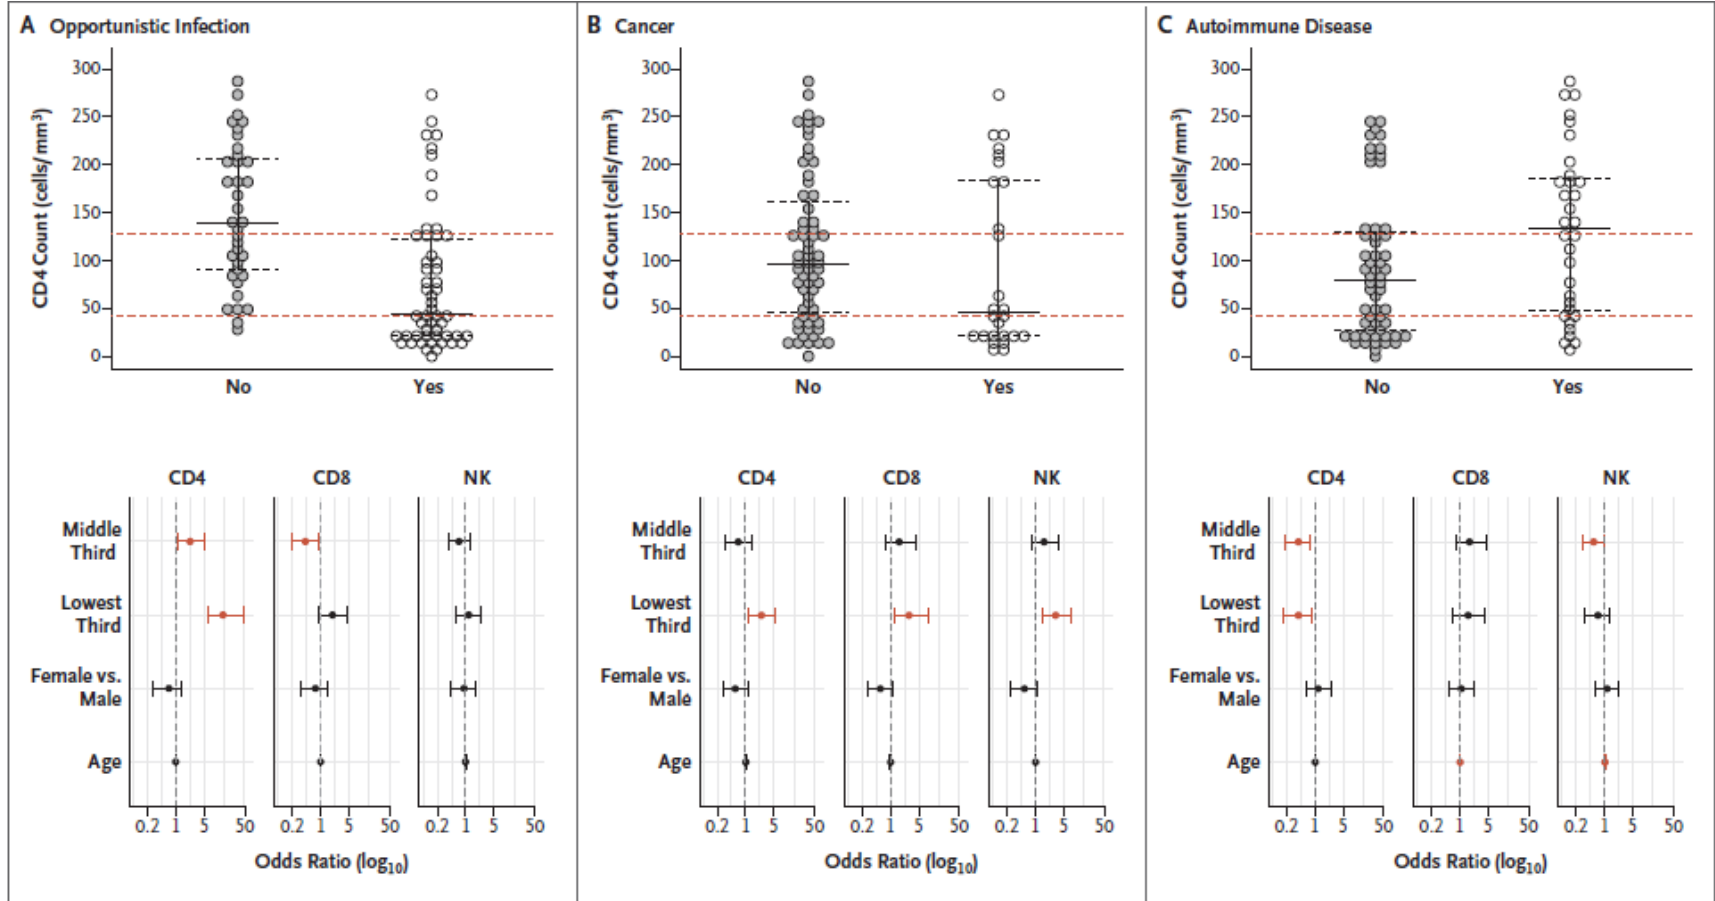 A Opportunistic Infection
CD4 Count (cells/mm³)
300
250
200
150
100
50
0
No Yes
CD4 CD8 NK
Middle
Third
Lowest
Third
Female vs.
Male
Age
0.2 1 5 50 0.2 1 5 50 0.2 1 5 50
Odds Ratio (log₁₀)
B Cancer
CD4 Count (cells/mm³)
300
250
200
150
100
50
0
No Yes
CD4 CD8 NK
Middle
Third
Lowest
Third
Female vs.
Male
Age
0.2 1 5 50 0.2 1 5 50 0.2 1 5 50
Odds Ratio (log₁₀)
C Autoimmune Disease
CD4 Count (cells/mm³)
300
250
200
150
100
50
0
No Yes
CD4 CD8 NK
Middle
Third
Lowest
Third
Female vs.
Male
Age
0.2 1 5 50 0.2 1 5 50 0.2 1 5 50
Odds Ratio (log₁₀)